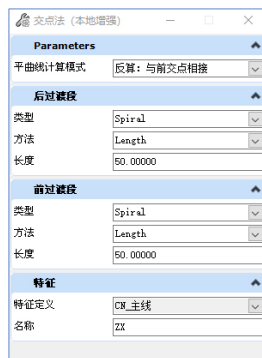 交点法（本地增强）
Parameters
平曲线计算模式 反算：与前交点相接
后过渡段
类型 Spiral
方法 Length
长度 50.00000
前过渡段
类型 Spiral
方法 Length
长度 50.00000
特征
特征定义 CN_主线
名称 ZX